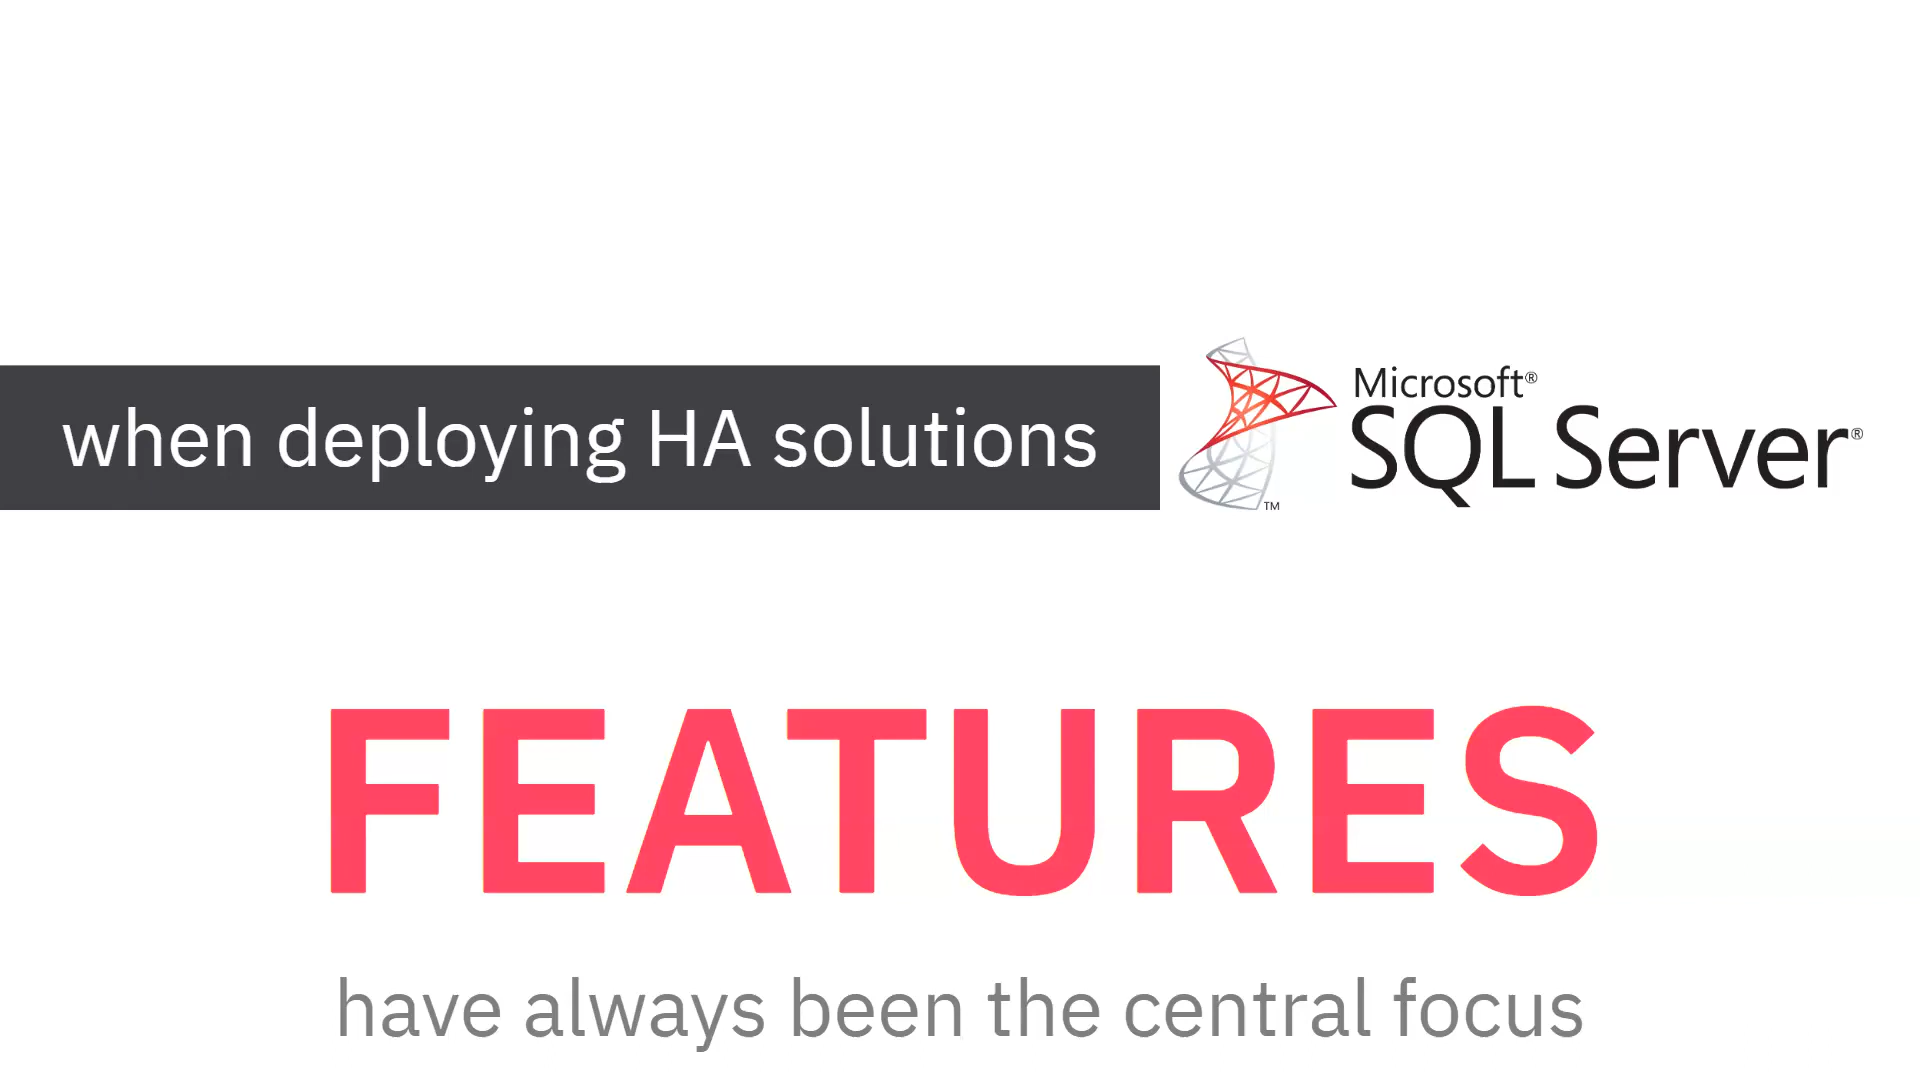 when deploying HA solutions
Microsoft®
SQL Server®
™
FEATURES
have always been the central focus